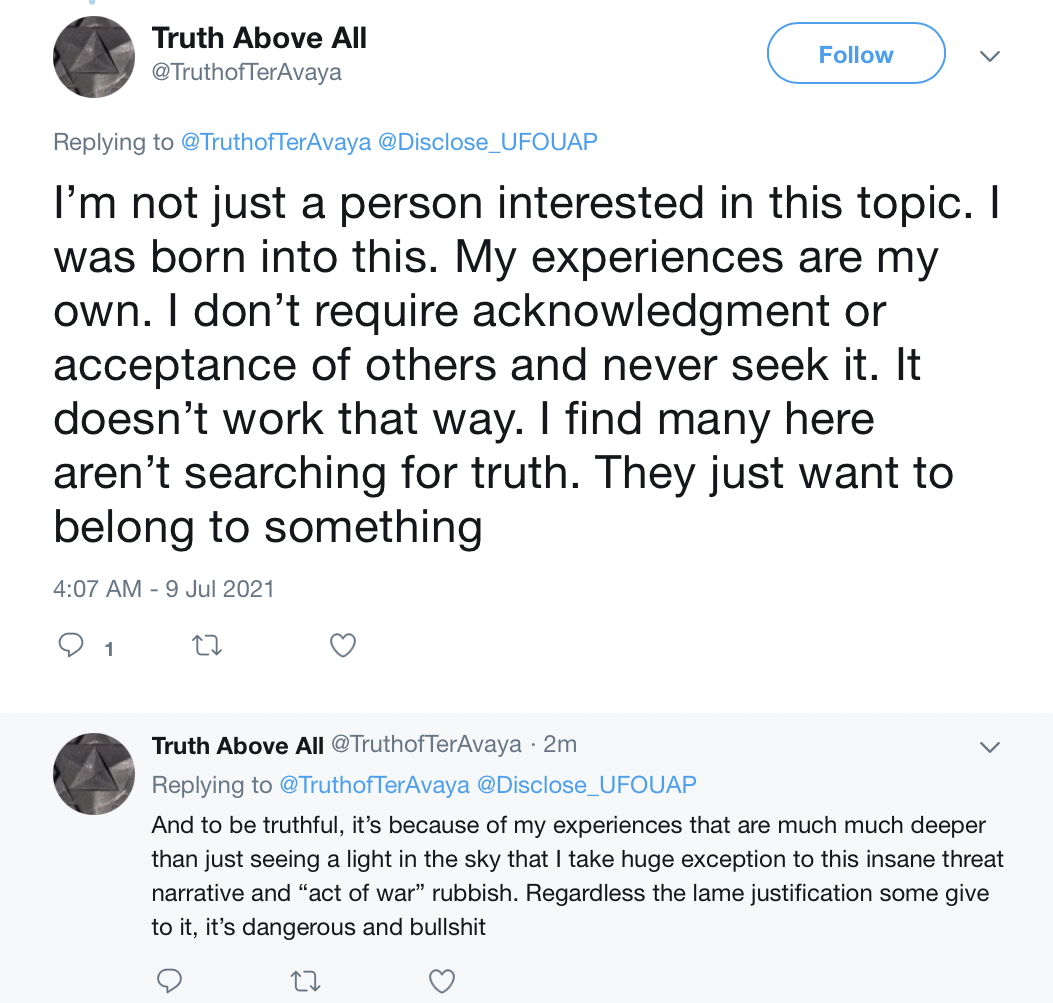 Truth Above All
@TruthofTerAvaya
Follow
Replying to @TruthofTerAvaya @Disclose_UFOUAP
I’m not just a person interested in this topic. I
was born into this. My experiences are my
own. I don’t require acknowledgment or
acceptance of others and never seek it. It
doesn’t work that way. I find many here
aren’t searching for truth. They just want to
belong to something
4:07 AM - 9 Jul 2021
1
Truth Above All @TruthofTerAvaya · 2m
Replying to @TruthofTerAvaya @Disclose_UFOUAP
And to be truthful, it’s because of my experiences that are much much deeper
than just seeing a light in the sky that I take huge exception to this insane threat
narrative and “act of war” rubbish. Regardless the lame justification some give
to it, it’s dangerous and bullshit